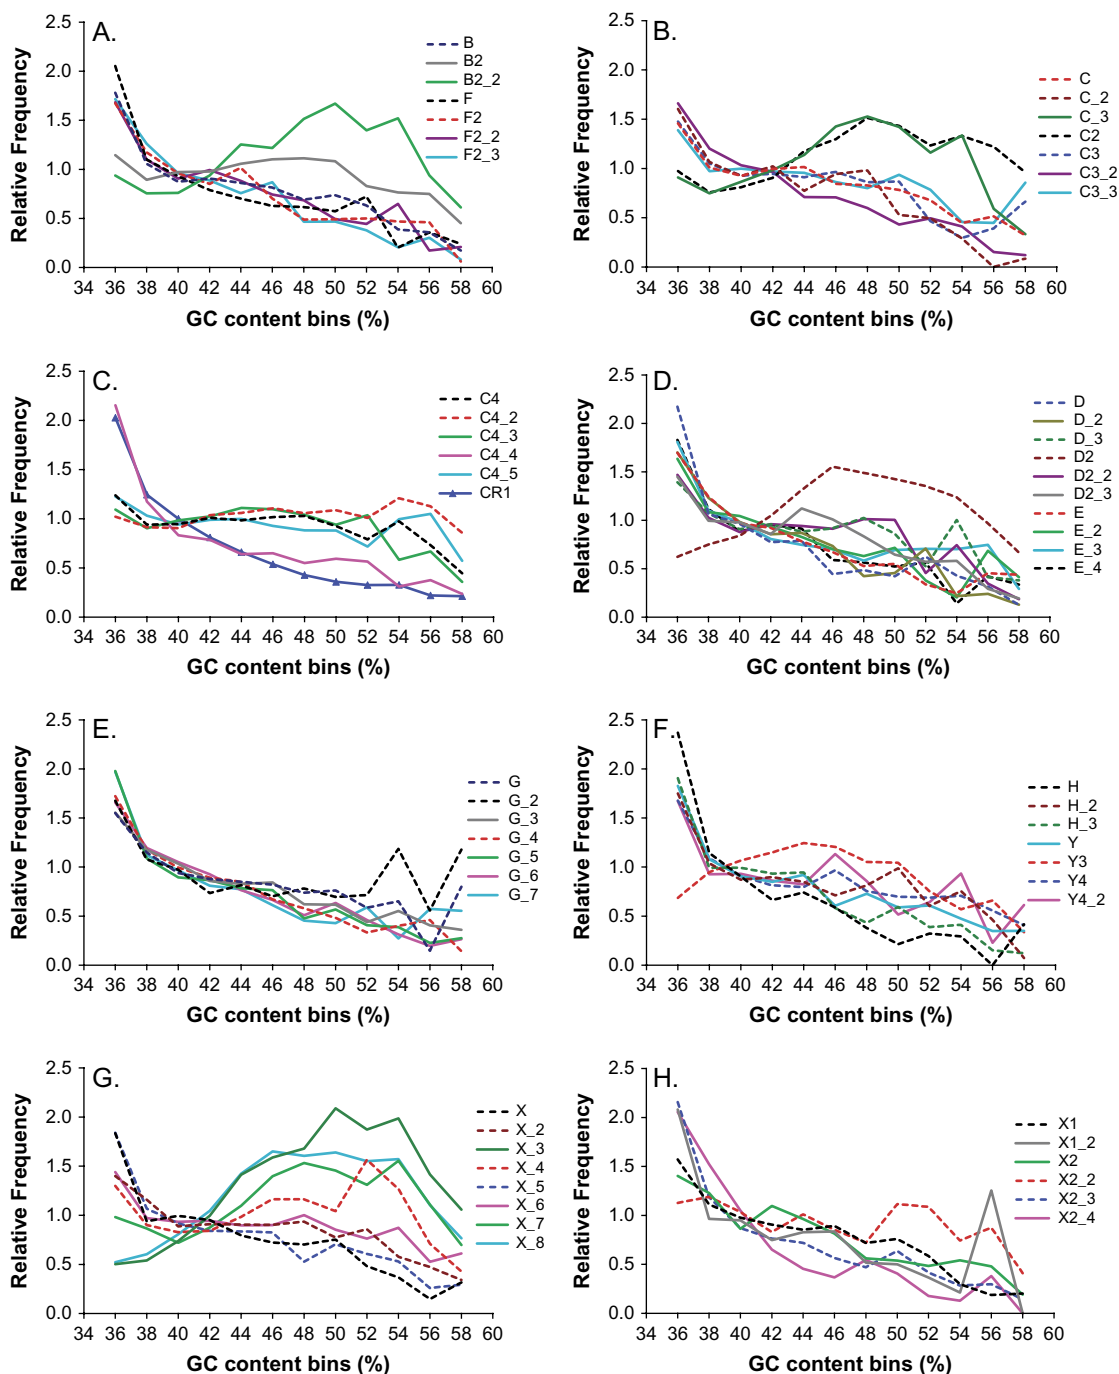 A.
Relative Frequency
2.5
2.0
1.5
1.0
0.5
0.0
34 36 38 40 42 44 46 48 50 52 54 56 58 60
GC content bins (%)
B
B2
B2_2
F
F2
F2_2
F2_3
B.
Relative Frequency
2.5
2.0
1.5
1.0
0.5
0.0
34 36 38 40 42 44 46 48 50 52 54 56 58 60
GC content bins (%)
C
C_2
C_3
C2
C3
C3_2
C3_3
C.
Relative Frequency
2.5
2.0
1.5
1.0
0.5
0.0
34 36 38 40 42 44 46 48 50 52 54 56 58 60
GC content bins (%)
C4
C4_2
C4_3
C4_4
C4_5
CR1
D.
Relative Frequency
2.5
2.0
1.5
1.0
0.5
0.0
34 36 38 40 42 44 46 48 50 52 54 56 58 60
GC content bins (%)
D
D_2
D_3
D2
D2_2
D2_3
E
E_2
E_3
E_4
E.
Relative Frequency
2.5
2.0
1.5
1.0
0.5
0.0
34 36 38 40 42 44 46 48 50 52 54 56 58 60
GC content bins (%)
G
G_2
G_3
G_4
G_5
G_6
G_7
F.
Relative Frequency
2.5
2.0
1.5
1.0
0.5
0.0
34 36 38 40 42 44 46 48 50 52 54 56 58 60
GC content bins (%)
H
H_2
H_3
Y
Y3
Y4
Y4_2
G.
Relative Frequency
2.5
2.0
1.5
1.0
0.5
0.0
34 36 38 40 42 44 46 48 50 52 54 56 58 60
GC content bins (%)
X
X_2
X_3
X_4
X_5
X_6
X_7
X_8
H.
Relative Frequency
2.5
2.0
1.5
1.0
0.5
0.0
34 36 38 40 42 44 46 48 50 52 54 56 58 60
GC content bins (%)
X1
X1_2
X2
X2_2
X2_3
X2_4